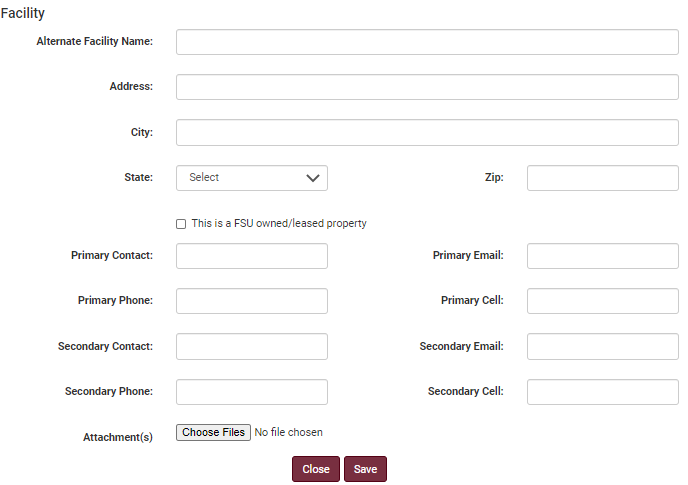 Facility
Alternate Facility Name:
Address:
City:
State: Select Zip:
This is a FSU owned/leased property
Primary Contact: Primary Email:
Primary Phone: Primary Cell:
Secondary Contact: Secondary Email:
Secondary Phone: Secondary Cell:
Attachment(s) Choose Files No file chosen
Close Save